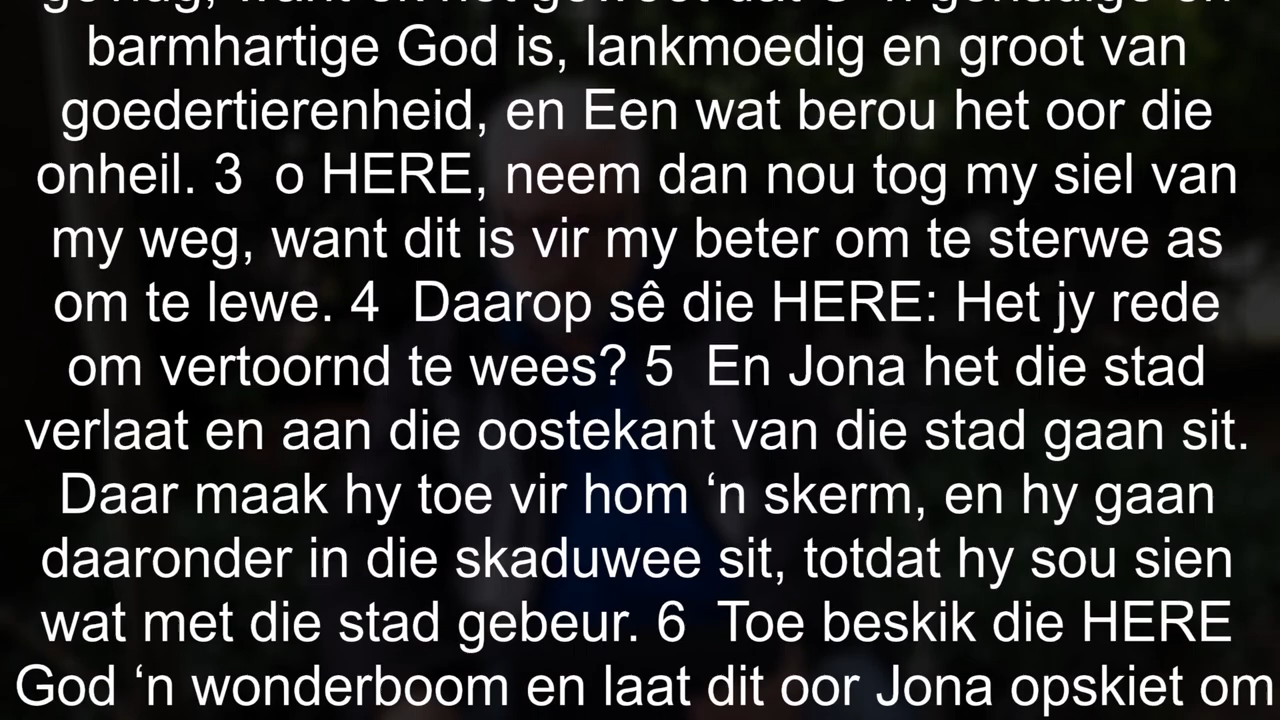 barmhartige God is, lankmoedig en groot van
goedertierenheid, en Een wat berou het oor die
onheil. 3  o HERE, neem dan nou tog my siel van
my weg, want dit is vir my beter om te sterwe as
om te lewe. 4  Daarop sê die HERE: Het jy rede
om vertoornd te wees? 5  En Jona het die stad
verlaat en aan die oostekant van die stad gaan sit.
Daar maak hy toe vir hom ‘n skerm, en hy gaan
daaronder in die skaduwee sit, totdat hy sou sien
wat met die stad gebeur. 6  Toe beskik die HERE
God ‘n wonderboom en laat dit oor Jona opskiet om